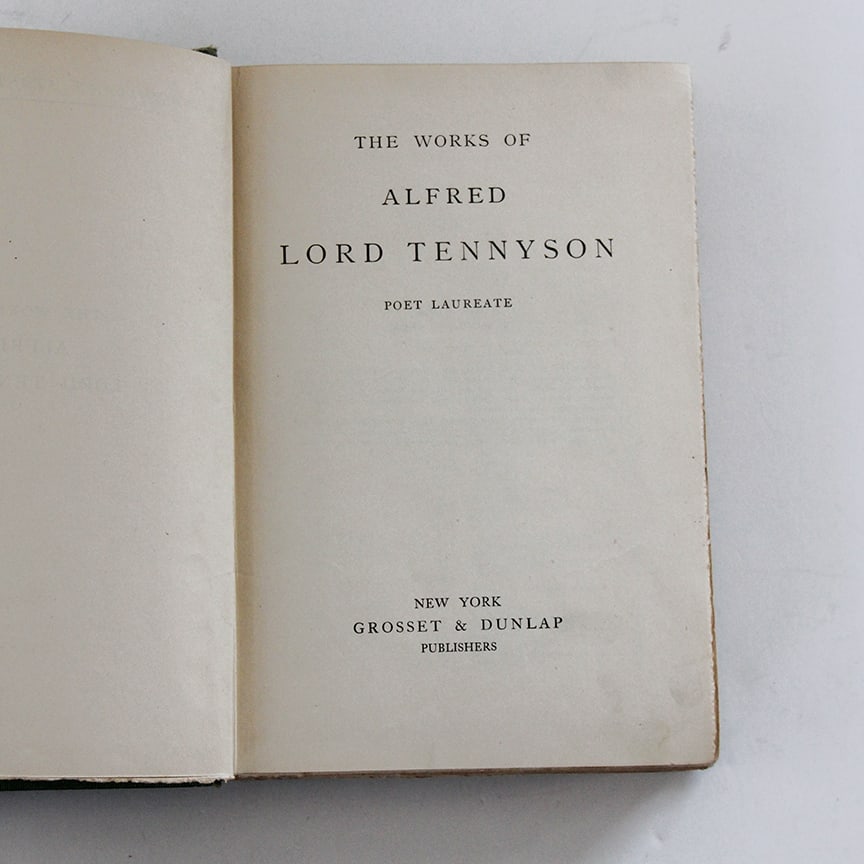 THE WORKS OF
ALFRED
LORD TENNYSON
POET LAUREATE
NEW YORK
GROSSET & DUNLAP
PUBLISHERS